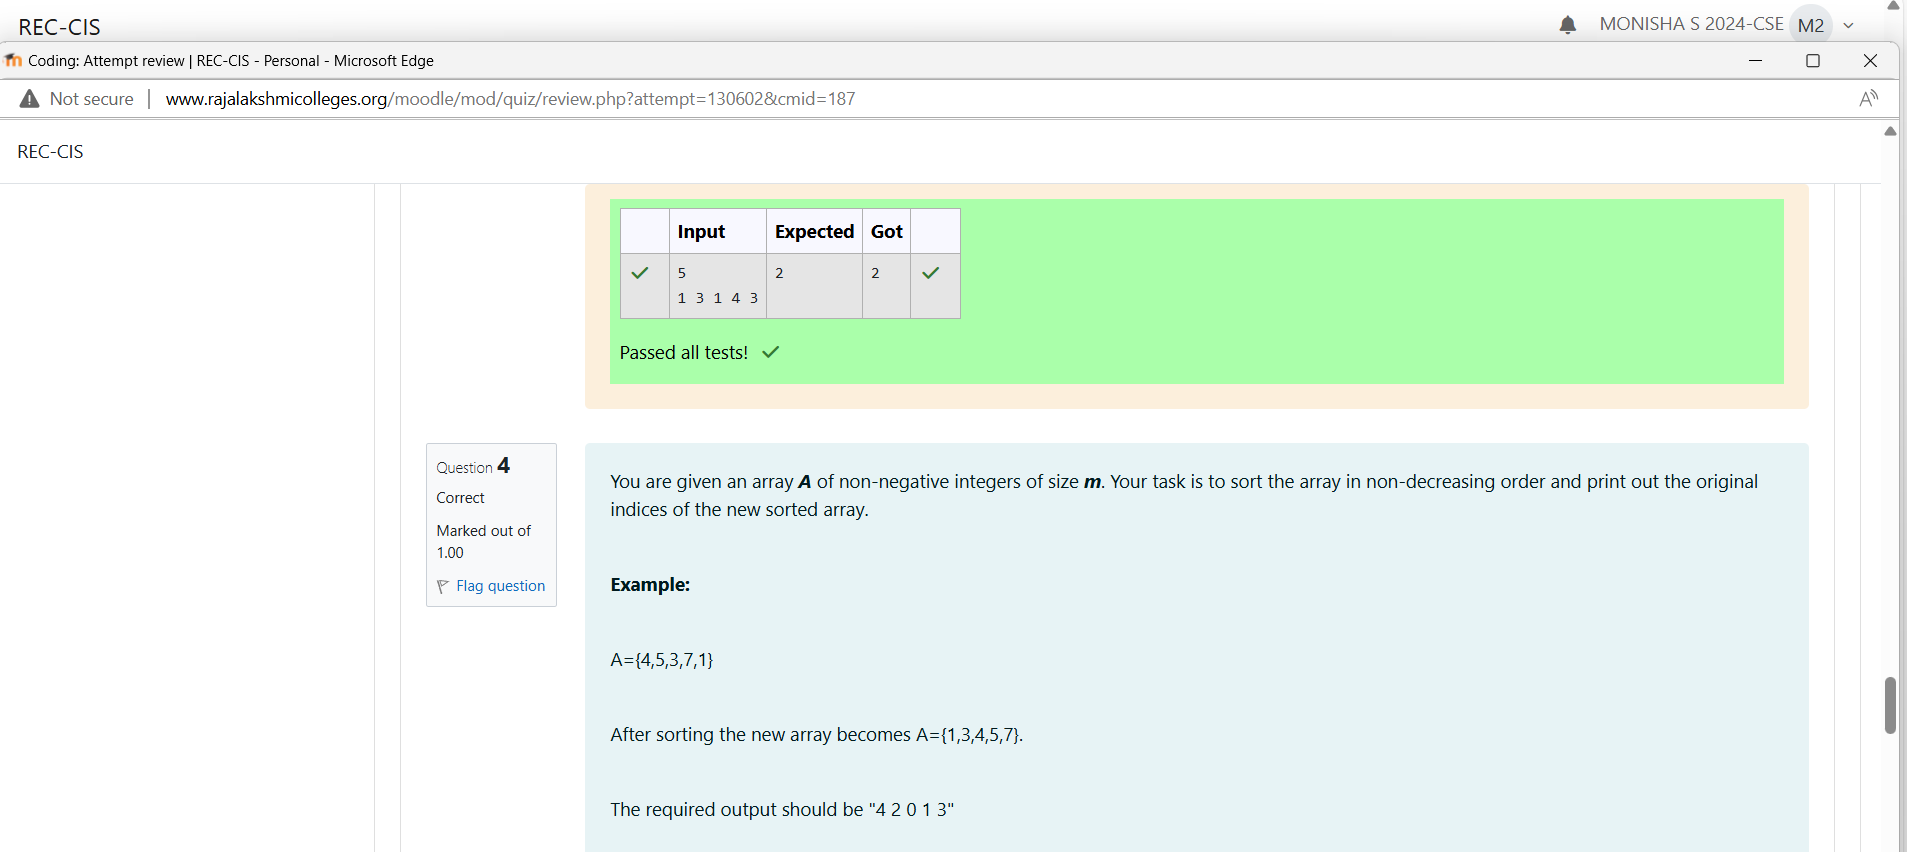 REC-CIS
MONISHA S 2024-CSE M2
Coding: Attempt review | REC-CIS - Personal - Microsoft Edge
Not secure | www.rajalakshmicolleges.org/moodle/mod/quiz/review.php?attempt=130602&cmid=187
REC-CIS
Input Expected Got
5 2 2
1 3 1 4 3
Passed all tests!
Question 4
Correct
Marked out of
1.00
Flag question
You are given an array A of non-negative integers of size m. Your task is to sort the array in non-decreasing order and print out the original
indices of the new sorted array.
Example:
A={4,5,3,7,1}
After sorting the new array becomes A={1,3,4,5,7}.
The required output should be "4 2 0 1 3"